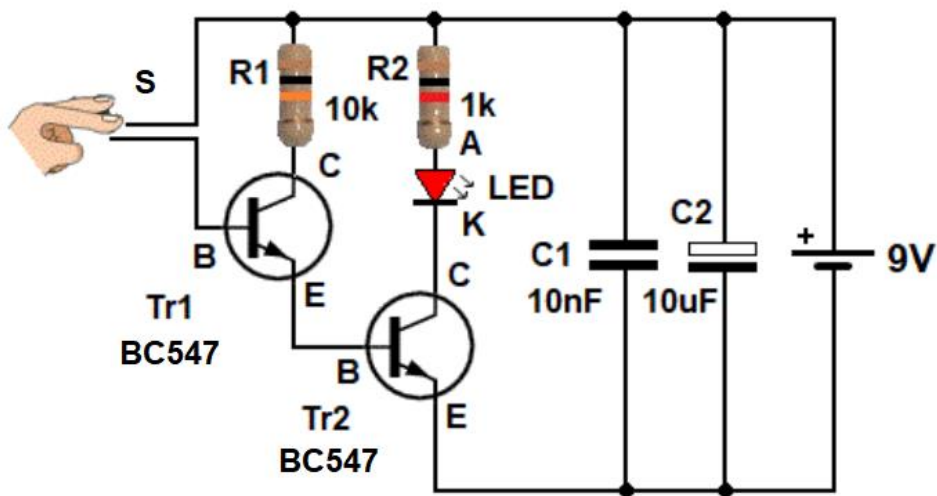 S
R1
10k
R2
1k
A
LED
K
C
B
E
Tr1
BC547
C
B
E
Tr2
BC547
C1
10nF
C2
10uF
+
9V